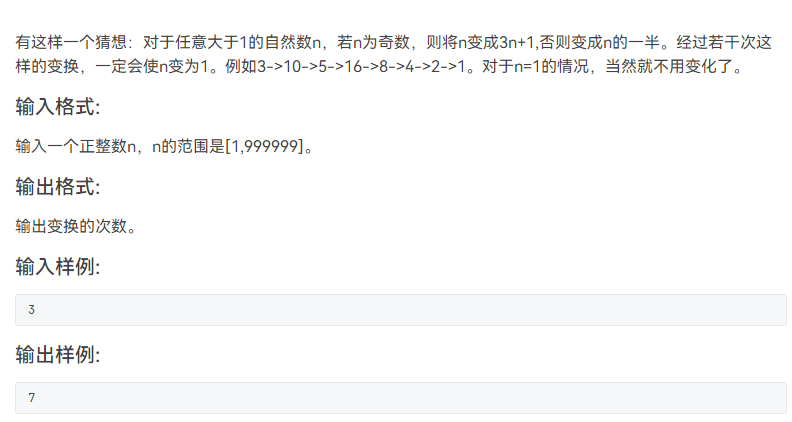 有这样一个猜想：对于任意大于1的自然数n，若n为奇数，则将n变成3n+1,否则变成n的一半。经过若干次这
样的变换，一定会使n变为1。例如3->10->5->16->8->4->2->1。对于n=1的情况，当然就不用变化了。
输入格式:
输入一个正整数n，n的范围是[1,999999]。
输出格式:
输出变换的次数。
输入样例:
3
输出样例:
7